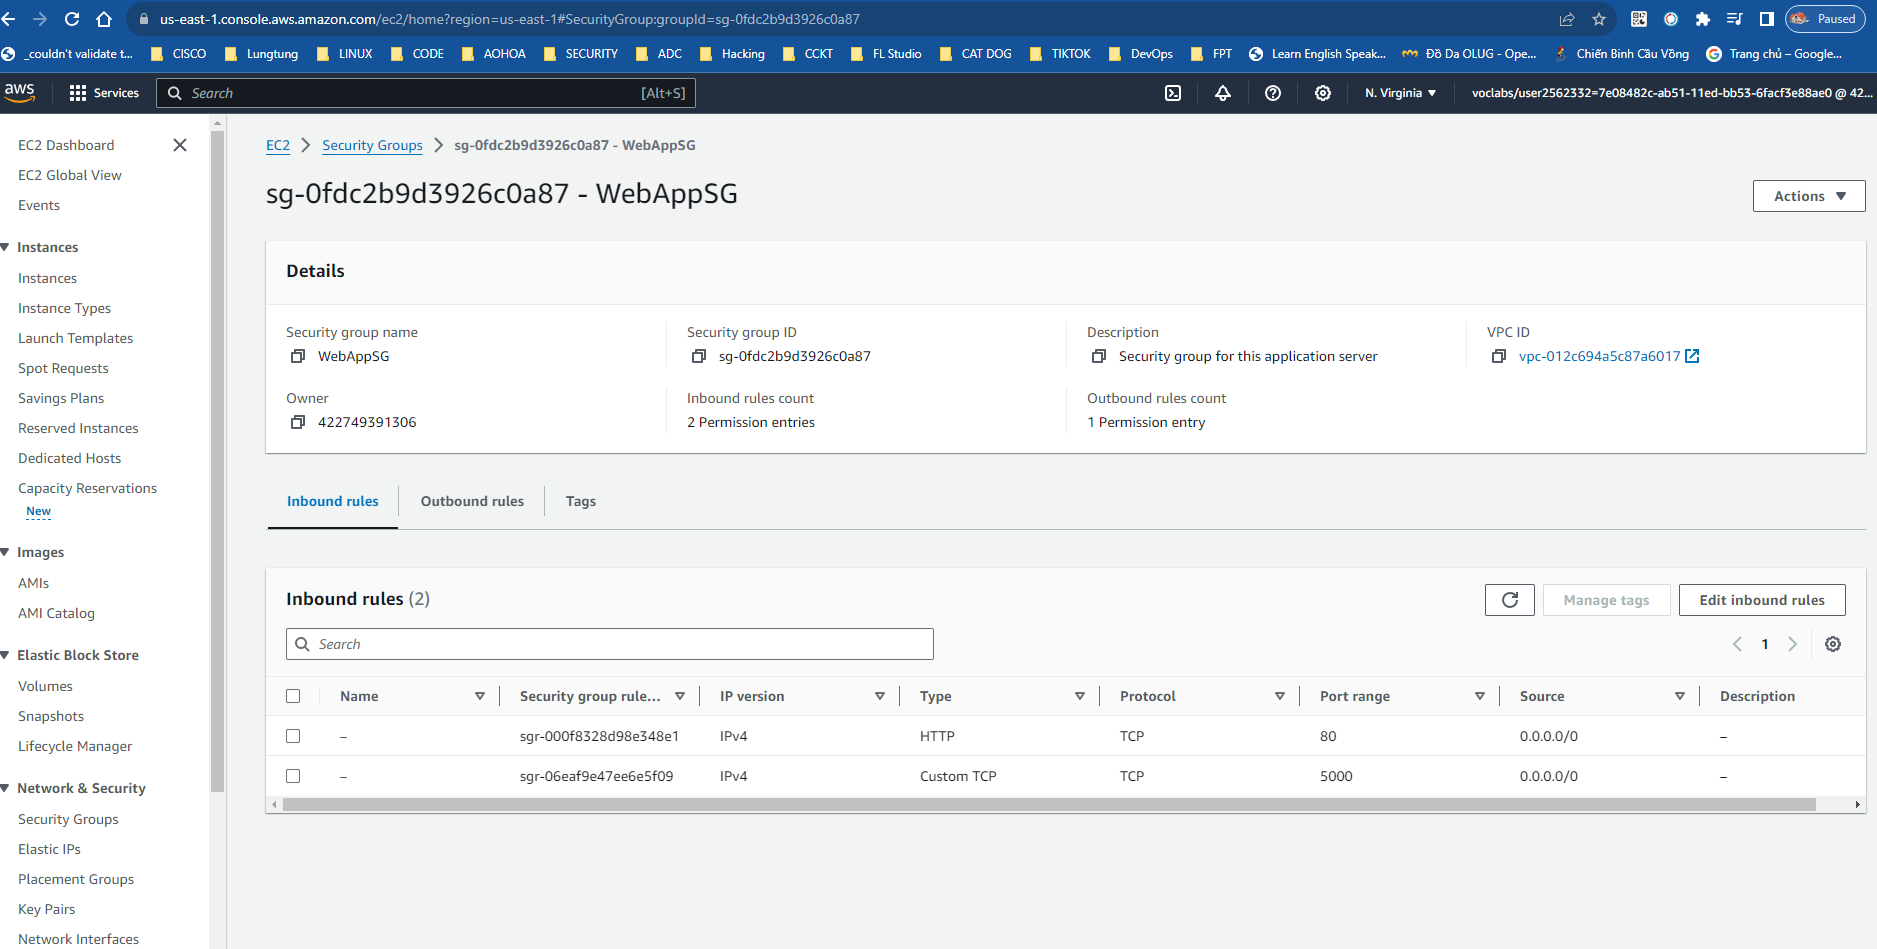 us-east-1.console.aws.amazon.com/ec2/home?region=us-east-1#SecurityGroup:groupId=sg-0fdc2b9d3926c0a87
Paused
_couldn't validate t...
CISCO
Lungtung
LINUX
CODE
AOHOA
SECURITY
ADC
Hacking
CCKT
FL Studio
CAT DOG
TIKTOK
DevOps
FPT
Learn English Speak...
Đồ Da OLUG - Ope...
Chiến Binh Cầu Vồng
Trang chủ – Google...
aws
Services
Search
[Alt+S]
N. Virginia
voclabs/user2562332=7e08482c-ab51-11ed-bb53-6facf3e88ae0 @ 42...
EC2 Dashboard
EC2 Global View
Events
Instances
Instances
Instance Types
Launch Templates
Spot Requests
Savings Plans
Reserved Instances
Dedicated Hosts
Capacity Reservations
New
Images
AMIs
AMI Catalog
Elastic Block Store
Volumes
Snapshots
Lifecycle Manager
Network & Security
Security Groups
Elastic IPs
Placement Groups
Key Pairs
Network Interfaces
EC2 > Security Groups > sg-0fdc2b9d3926c0a87 - WebAppSG
sg-0fdc2b9d3926c0a87 - WebAppSG
Actions
Details
Security group name
WebAppSG
Security group ID
sg-0fdc2b9d3926c0a87
Description
Security group for this application server
VPC ID
vpc-012c694a5c87a6017
Owner
422749391306
Inbound rules count
2 Permission entries
Outbound rules count
1 Permission entry
Inbound rules
Outbound rules
Tags
Inbound rules (2)
Manage tags
Edit inbound rules
Search
1
Name Security group rule... IP version Type Protocol Port range Source Description
– sgr-000f8328d98e348e1 IPv4 HTTP TCP 80 0.0.0.0/0 –
– sgr-06eaf9e47ee6e5f09 IPv4 Custom TCP TCP 5000 0.0.0.0/0 –